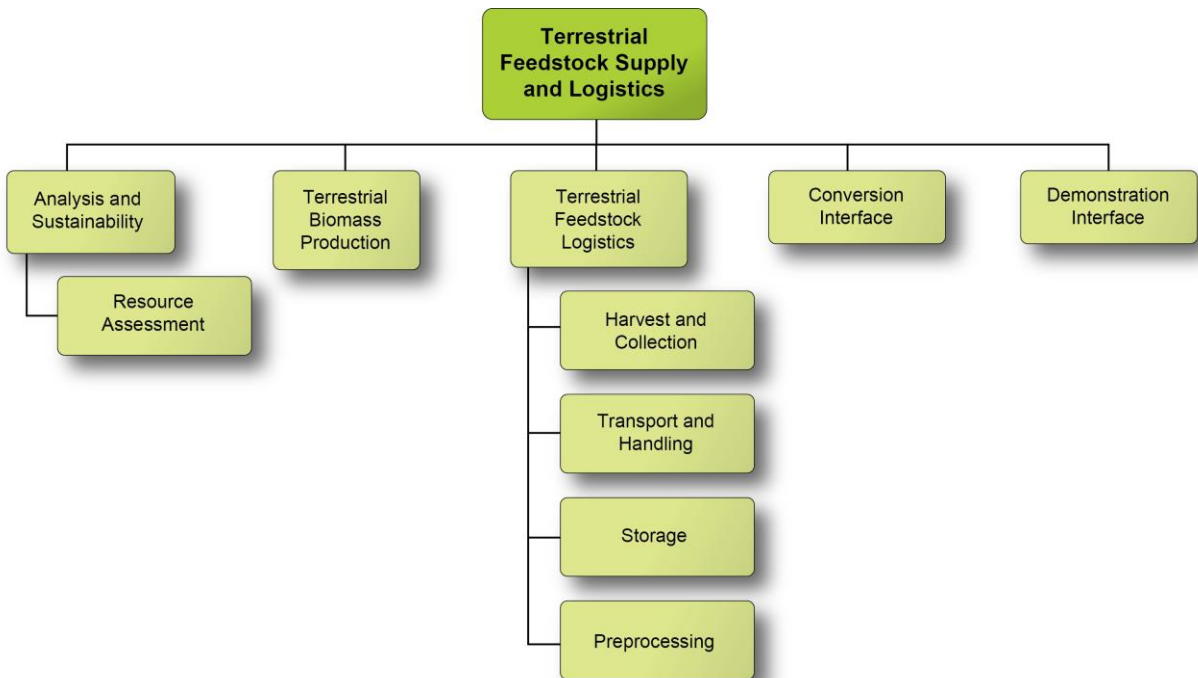 Terrestrial
Feedstock Supply
and Logistics
Analysis and
Sustainability
Resource
Assessment
Terrestrial
Biomass
Production
Terrestrial
Feedstock
Logistics
Harvest and
Collection
Transport and
Handling
Storage
Preprocessing
Conversion
Interface
Demonstration
Interface